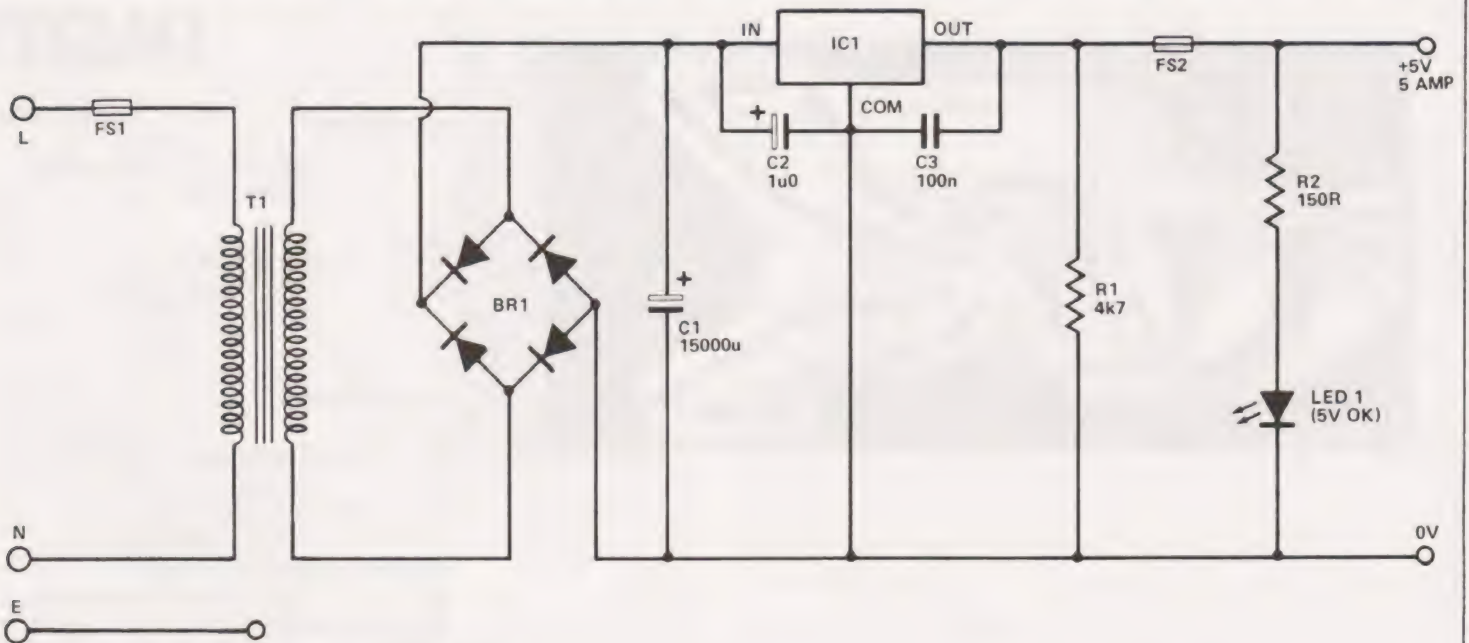 IN
IC1
OUT
+5V
5 AMP
FS2
L
FS1
COM
C2
1u0
C3
100n
T1
R2
150R
BR1
R1
4k7
C1
15000u
LED 1
(5V OK)
N
0V
E